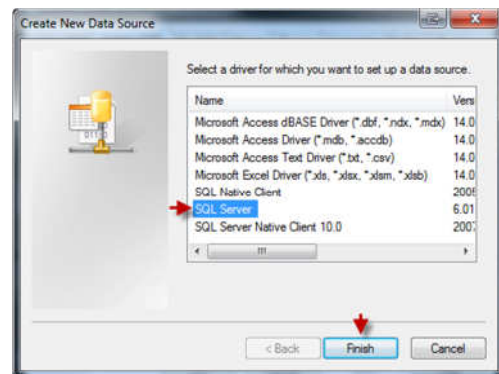 Create New Data Source
Select a driver for which you want to set up a data source.
Name Vers
Microsoft Access dBASE Driver (*.dbf, *.ndx, *.mdx) 14.0
Microsoft Access Driver (*.mdb, *.accdb) 14.0
Microsoft Access Text Driver (*.txt, *.csv) 14.0
Microsoft Excel Driver (*.xls, *.xlsx, *.xlsm, *.xlsb) 14.0
SQL Native Client 2005
SQL Server 6.01
SQL Server Native Client 10.0 2007
< Back Finish Cancel